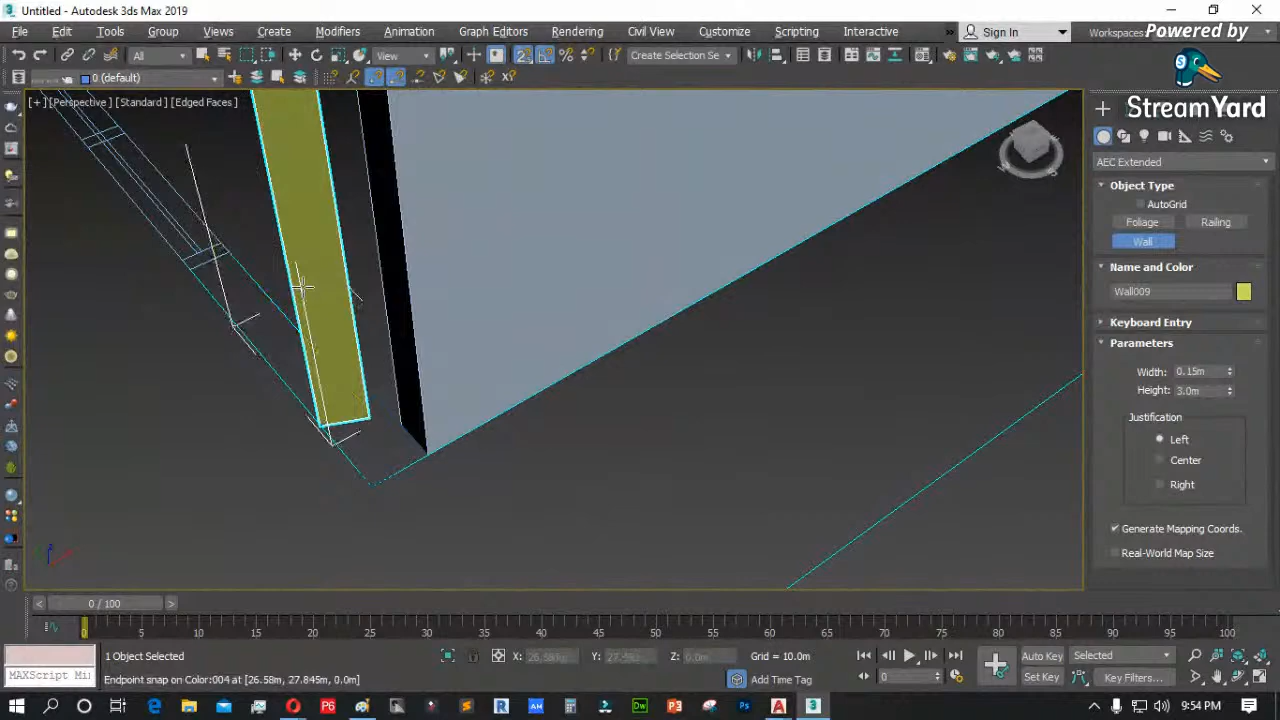 Untitled - Autodesk 3ds Max 2019
File Edit Tools Group Views Create Modifiers Animation Graph Editors Rendering Civil View Customize Scripting Interactive Sign In Workspaces:
Powered by
StreamYard
All View Create Selection Se
0 (default)
[+] [Perspective] [Standard] [Edged Faces]
AEC Extended
Object Type
AutoGrid
Foliage Railing
Wall
Name and Color
Wall009
Keyboard Entry
Parameters
Width: 0.15m
Height: 3.0m
Justification
Left
Center
Right
Generate Mapping Coords.
Real-World Map Size
0 / 100
0 5 10 15 20 25 30 35 40 45 50 55 60 65 70 75 80 85 90 95 100
1 Object Selected X: 26.580m Y: Z: 0.0m Grid = 10.0m Auto Key Selected
MAXScript Mi: Endpoint snap on Color:004 at [26.58m, 27.845m, 0.0m] Add Time Tag 0 Set Key Key Filters...
9:54 PM